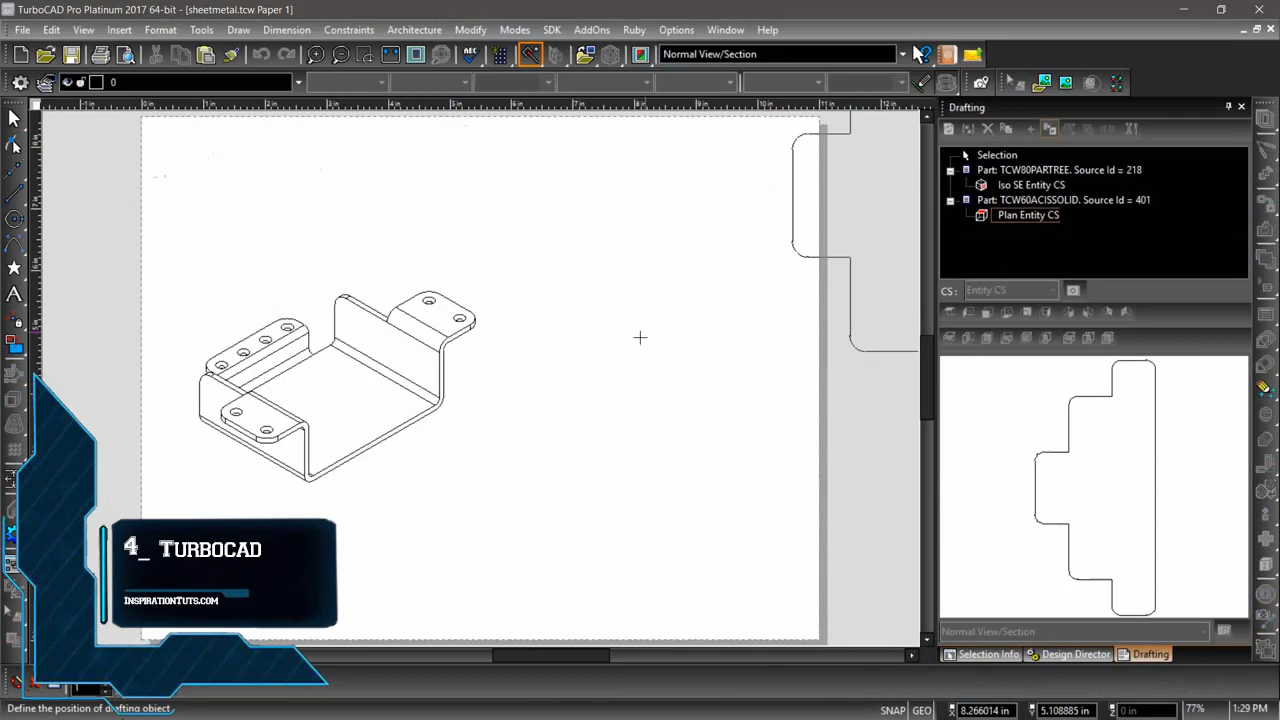 TurboCAD Pro Platinum 2017 64-bit - [sheetmetal.tcw Paper 1]
File Edit View Insert Format Tools Draw Dimension Constraints Architecture Modify Modes SDK AddOns Ruby Options Window Help
Normal View/Section
0
Drafting
Selection
Part: TCW80PARTREE. Source Id = 218
Iso SE Entity CS
Part: TCW60ACISSOLID. Source Id = 401
Plan Entity CS
CS : Entity CS
4_ TurboCAD
InspirationTuts.com
Normal View/Section
Selection Info Design Director Drafting
1
Define the position of drafting object
SNAP GEO X 8.266014 in Y 5.108885 in Z 0 in 77% 1:29 PM